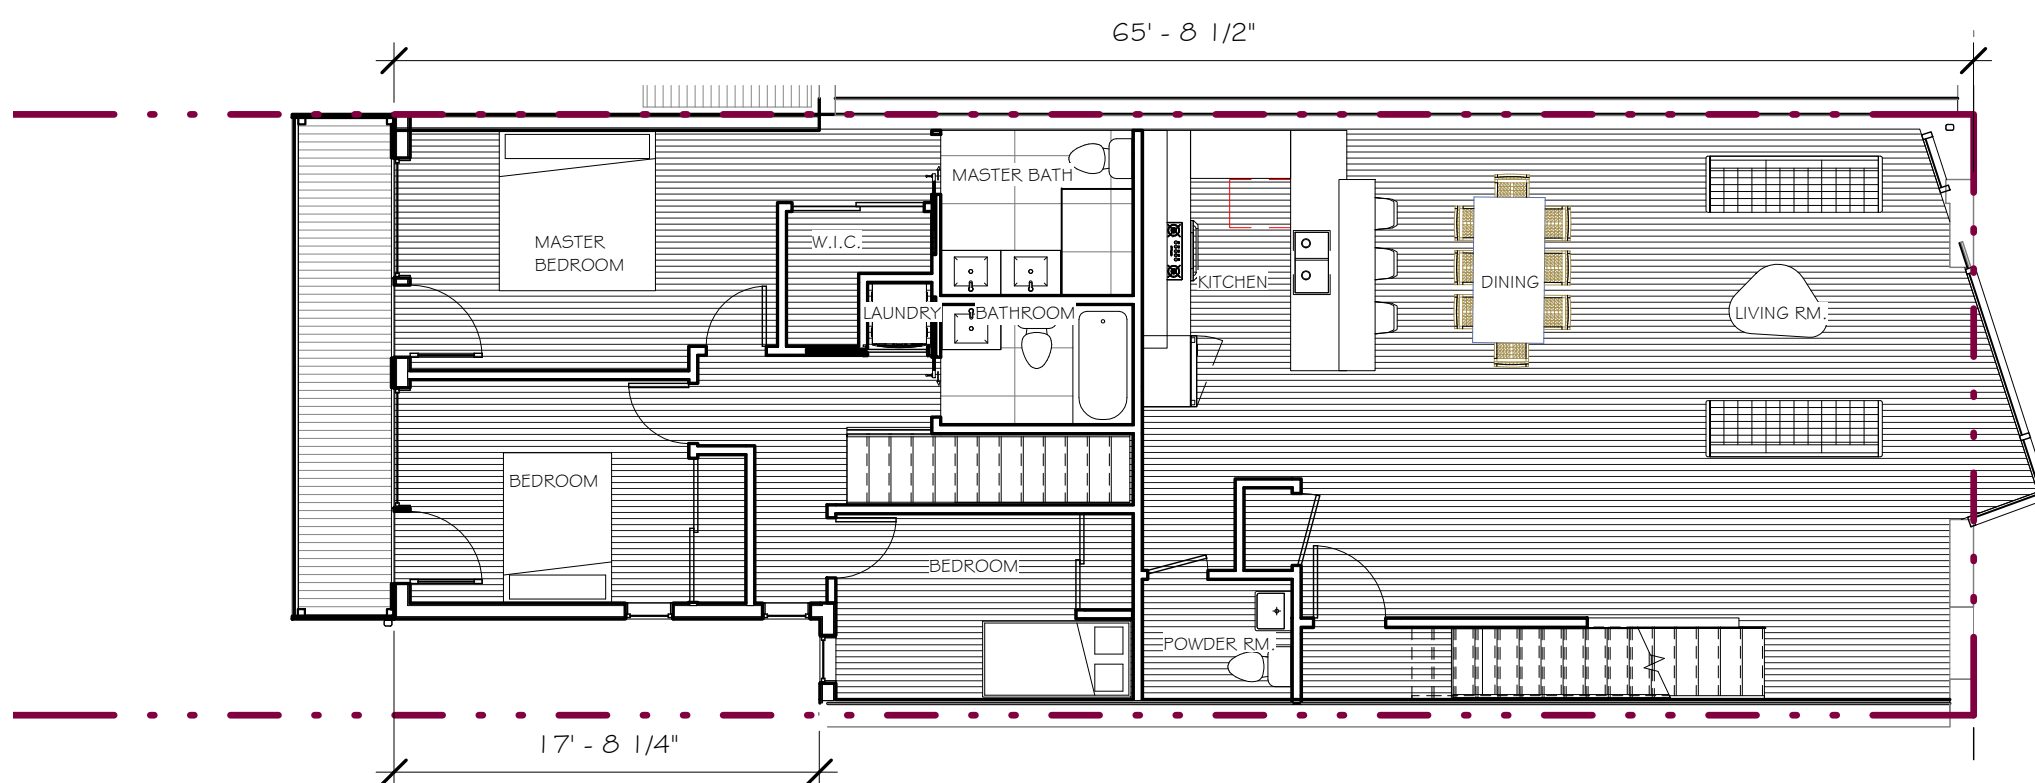 65' - 8 1/2"
MASTER BATH
MASTER
BEDROOM
W.I.C.
KITCHEN
DINING
LAUNDRY
BATHROOM
LIVING RM.
BEDROOM
BEDROOM
POWDER RM.
17' - 8 1/4"